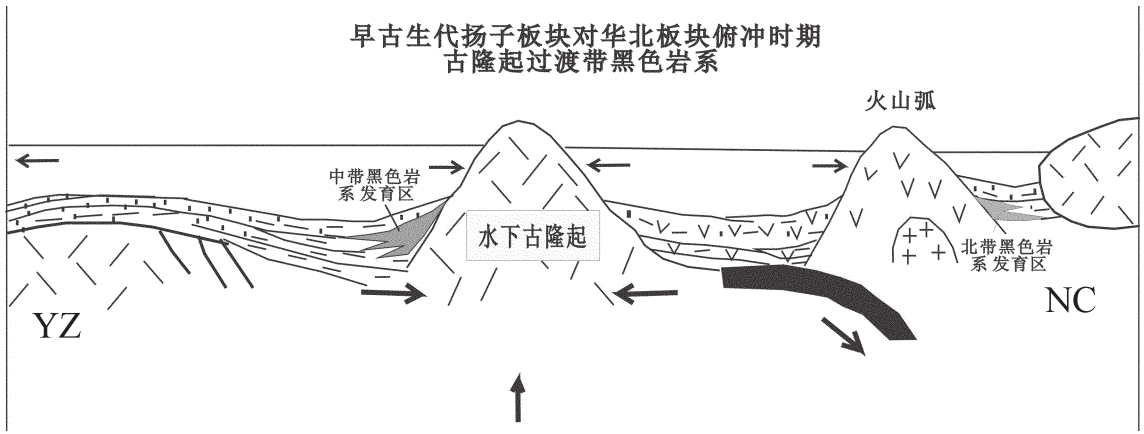 早古生代扬子板块对华北板块俯冲时期
古隆起过渡带黑色岩系
火山弧
中带黑色岩
系发育区
水下古隆起
北带黑色岩
系发育区
YZ
NC